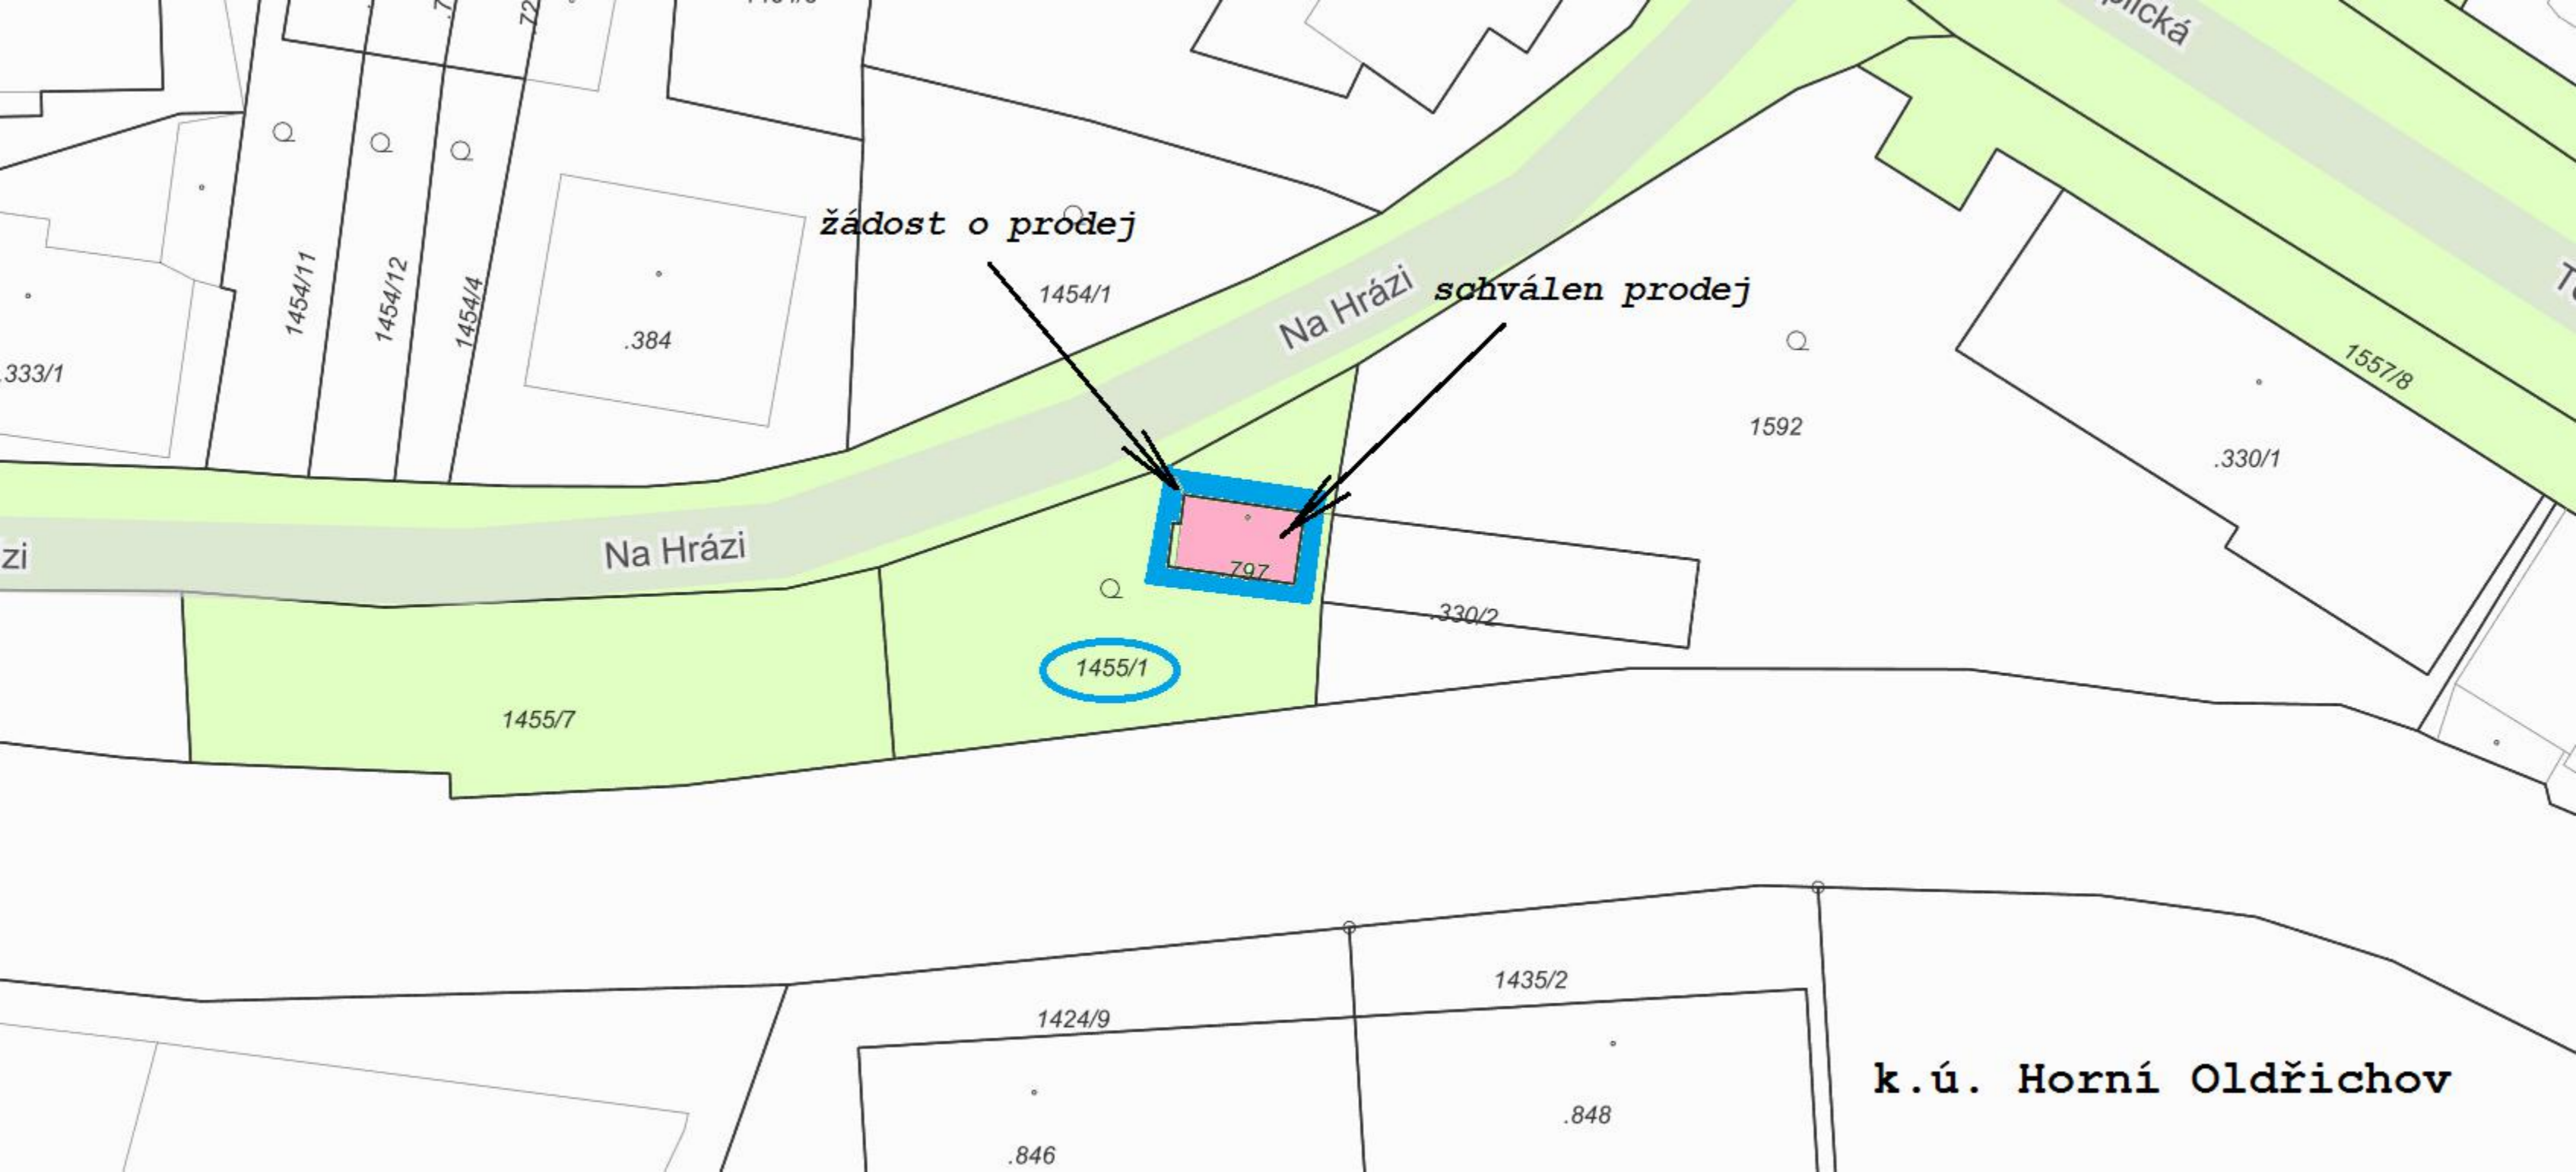 plická
žádost o prodej
1454/11
1454/12
1454/4
1454/1
Na Hrázi
schválen prodej
.384
.333/1
1557/8
1592
.330/1
Na Hrázi
zi
797
.330/2
1455/1
1455/7
1435/2
1424/9
k.ú. Horní Oldřichov
.848
.846